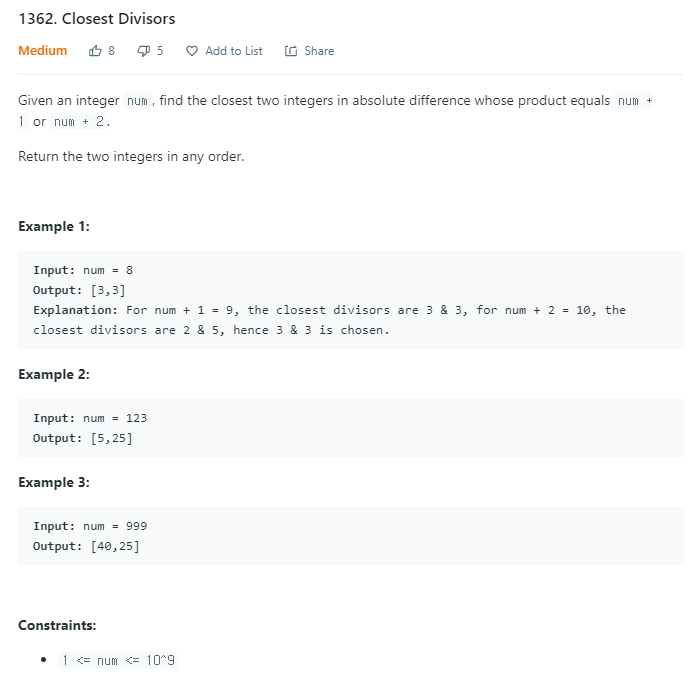 1362. Closest Divisors
Medium 8 5 Add to List Share
Given an integer num , find the closest two integers in absolute difference whose product equals num +
1 or num + 2.
Return the two integers in any order.
Example 1:
Input: num = 8
Output: [3,3]
Explanation: For num + 1 = 9, the closest divisors are 3 & 3, for num + 2 = 10, the
closest divisors are 2 & 5, hence 3 & 3 is chosen.
Example 2:
Input: num = 123
Output: [5,25]
Example 3:
Input: num = 999
Output: [40,25]
Constraints:
• 1 <= num <= 10^9